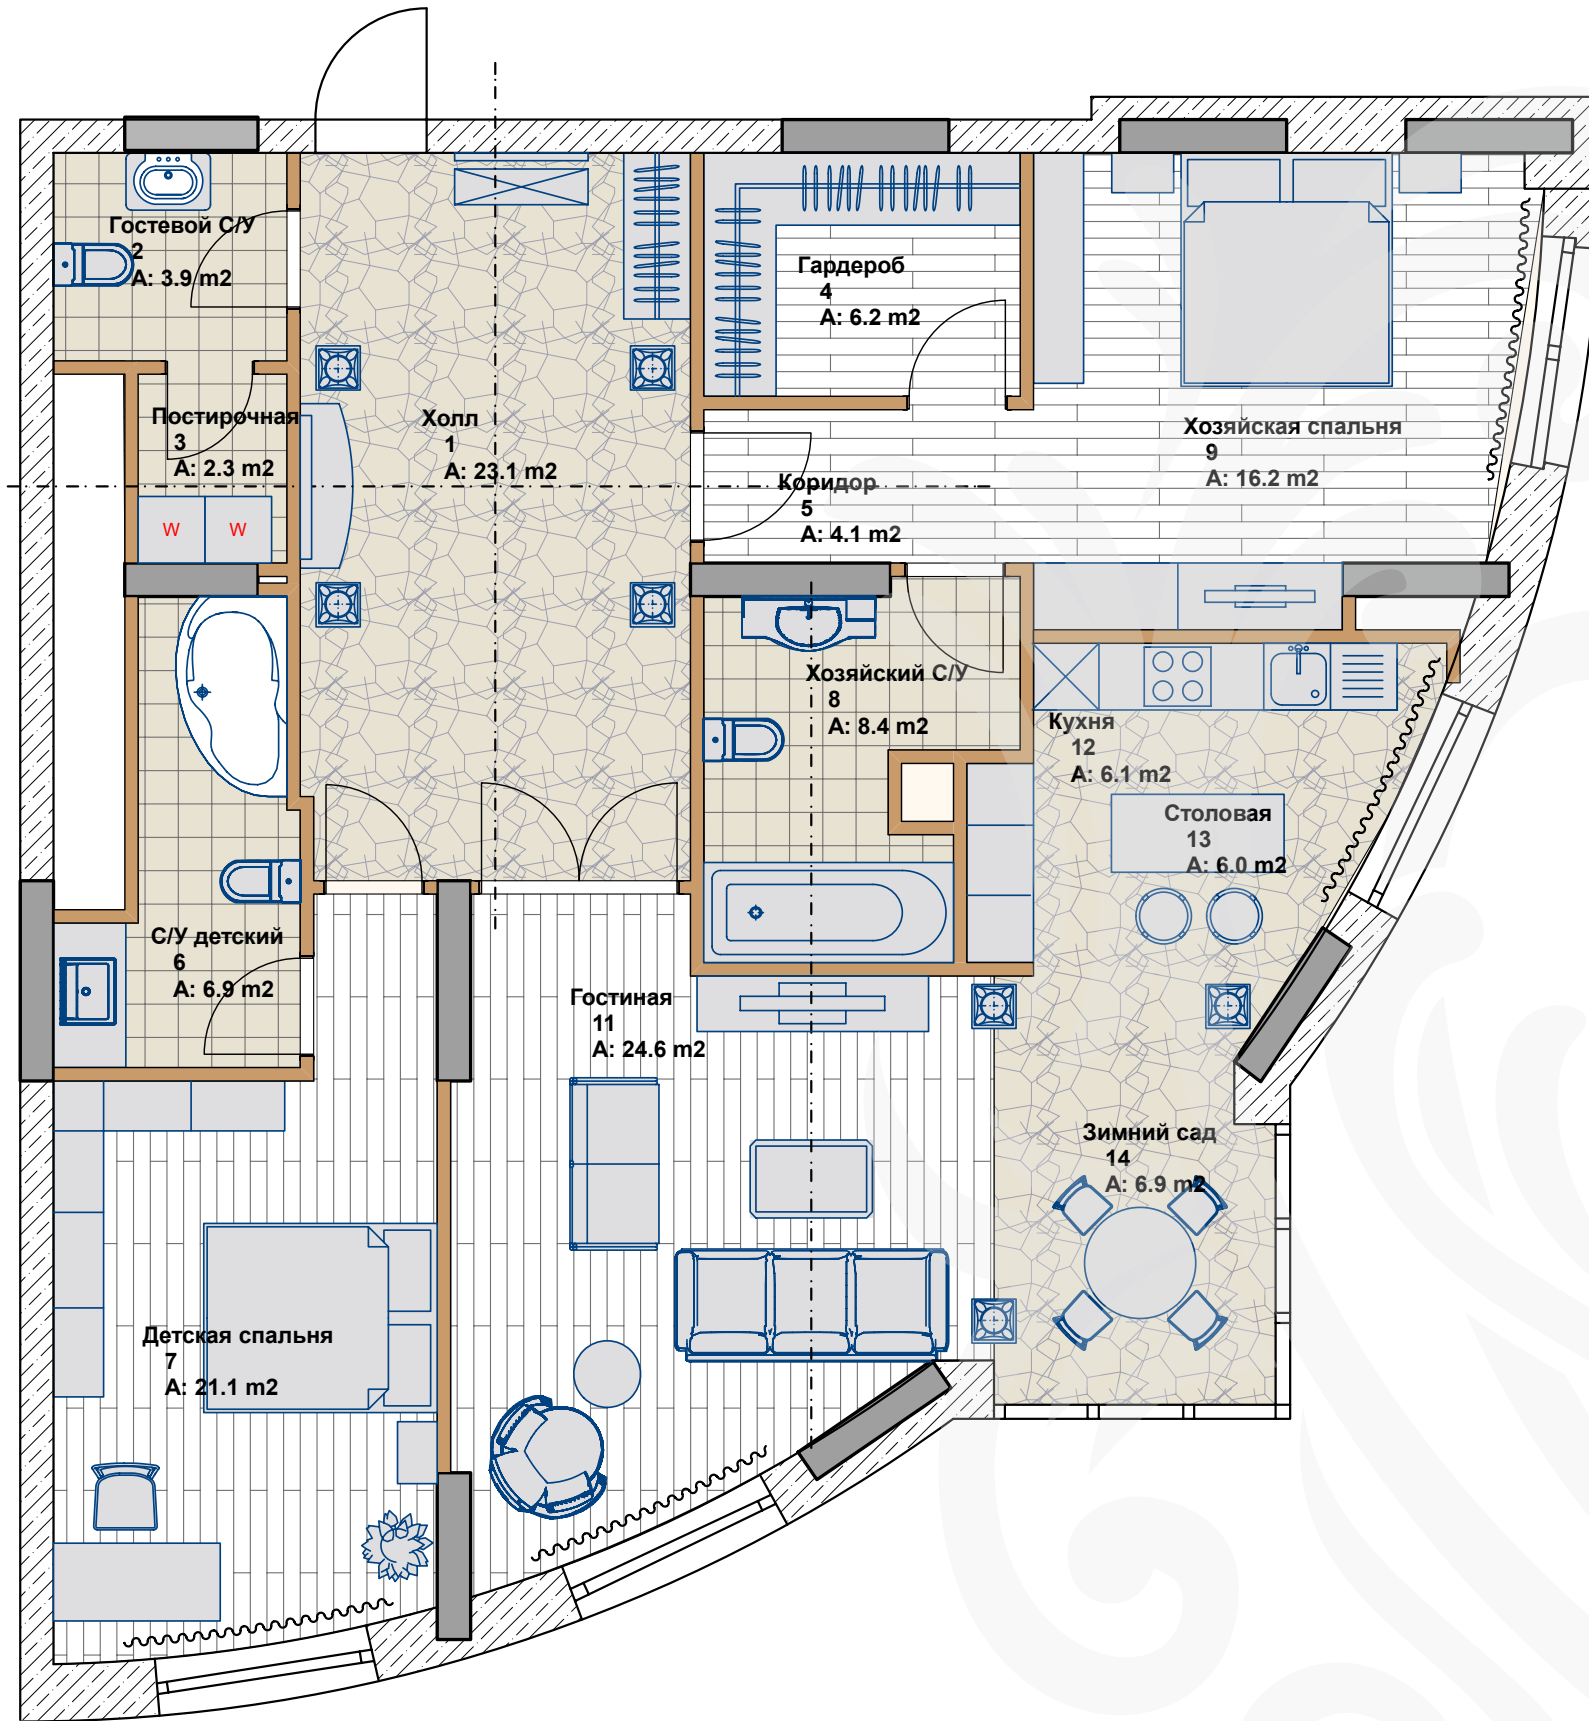 Гостевой С/У
2
A: 3.9 m2
Гардероб
4
A: 6.2 m2
Постирочная
3
A: 2.3 m2
Холл
1
A: 23.1 m2
Хозяйская спальня
9
A: 16.2 m2
Коридор
5
A: 4.1 m2
W W
Хозяйский С/У
8
A: 8.4 m2
Кухня
12
A: 6.1 m2
Столовая
13
A: 6.0 m2
С/У детский
6
A: 6.9 m2
Гостиная
11
A: 24.6 m2
Зимний сад
14
A: 6.9 m2
Детская спальня
7
A: 21.1 m2